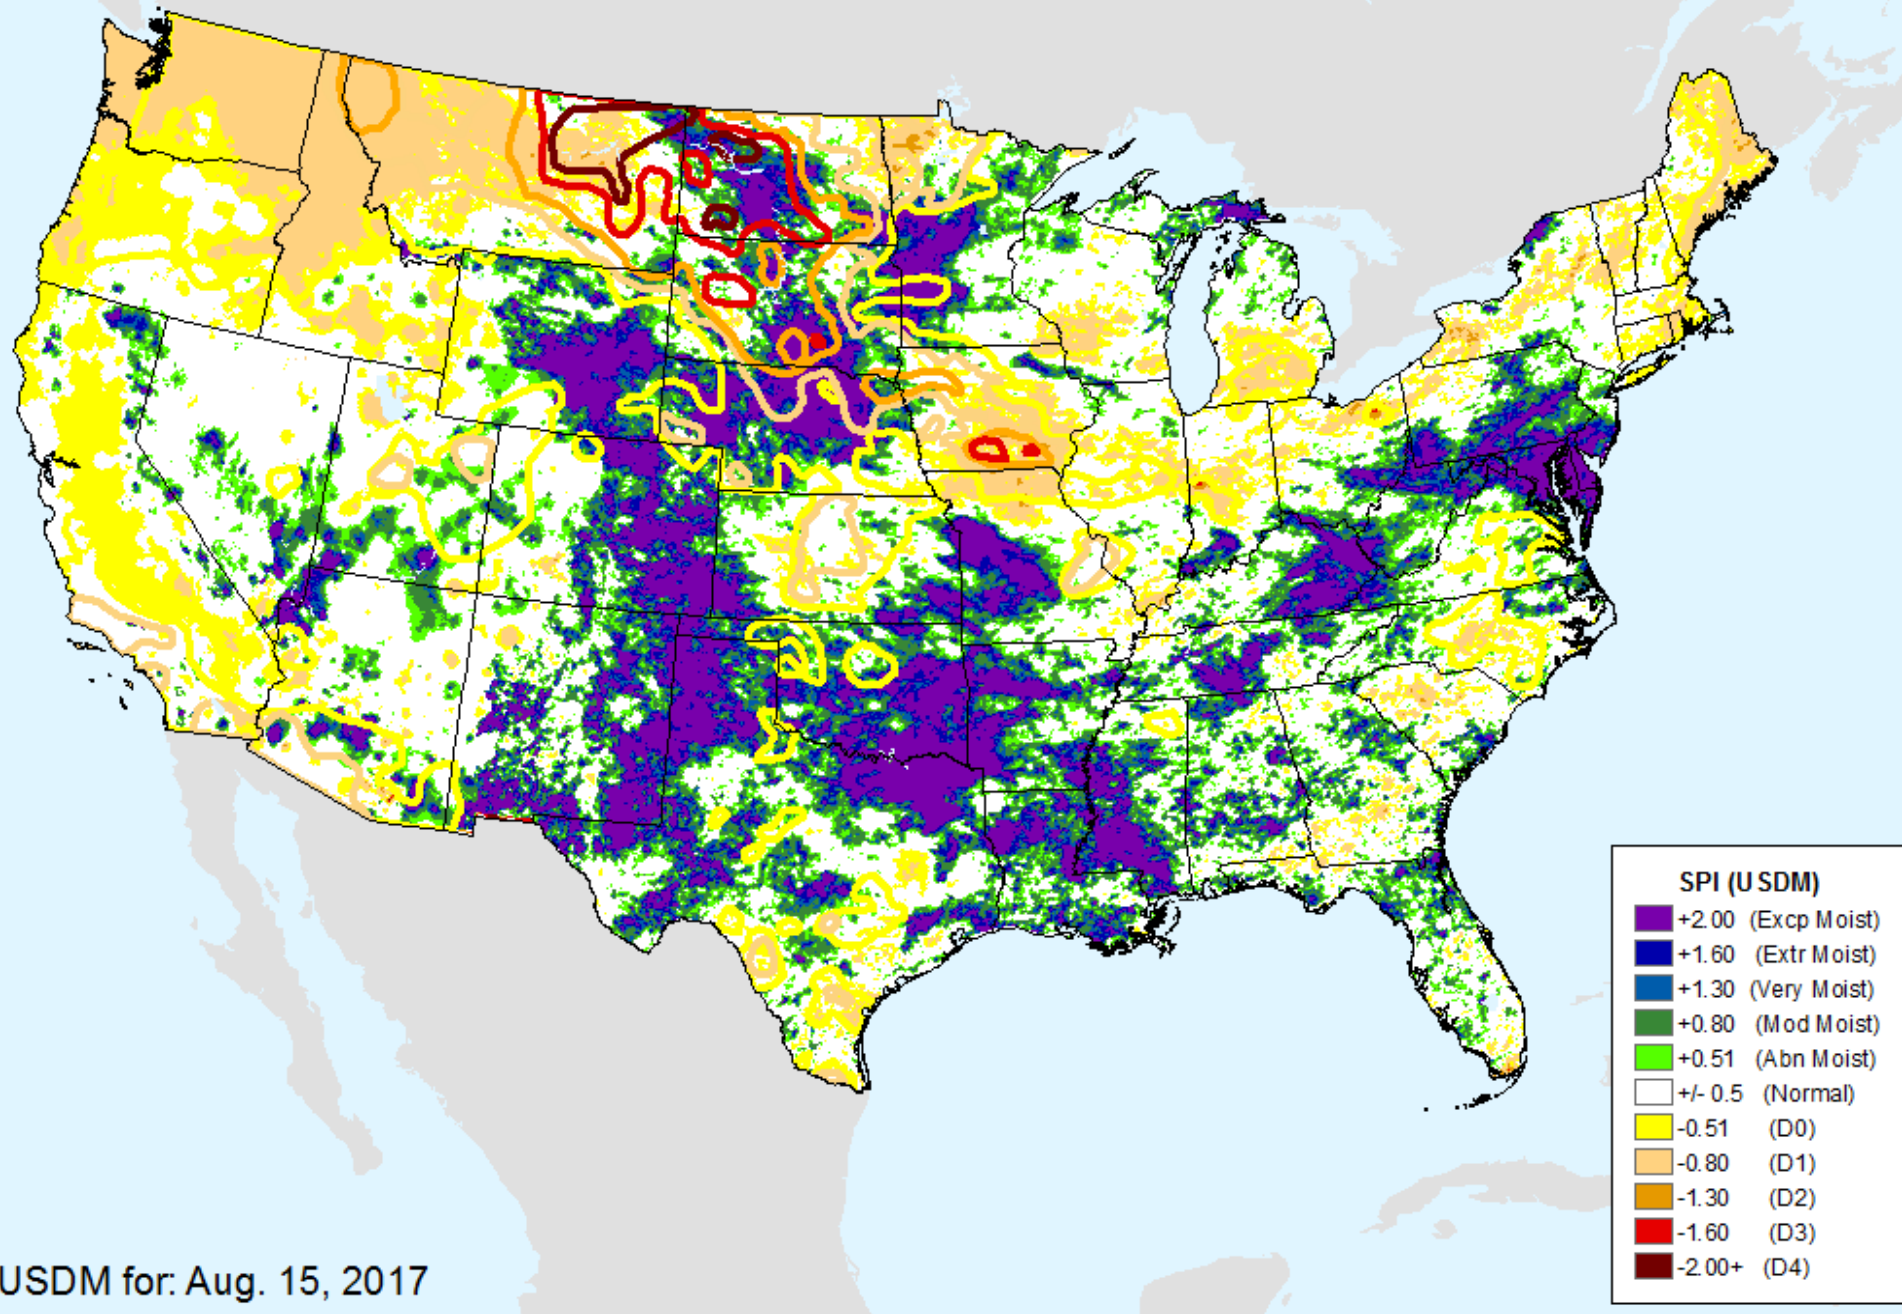 SPI (USDM)
+2.00 (Excp Moist)
+1.60 (Extr Moist)
+1.30 (Very Moist)
+0.80 (Mod Moist)
+0.51 (Abn Moist)
+/- 0.5 (Normal)
-0.51 (D0)
-0.80 (D1)
-1.30 (D2)
-1.60 (D3)
-2.00+ (D4)
USDM for: Aug. 15, 2017